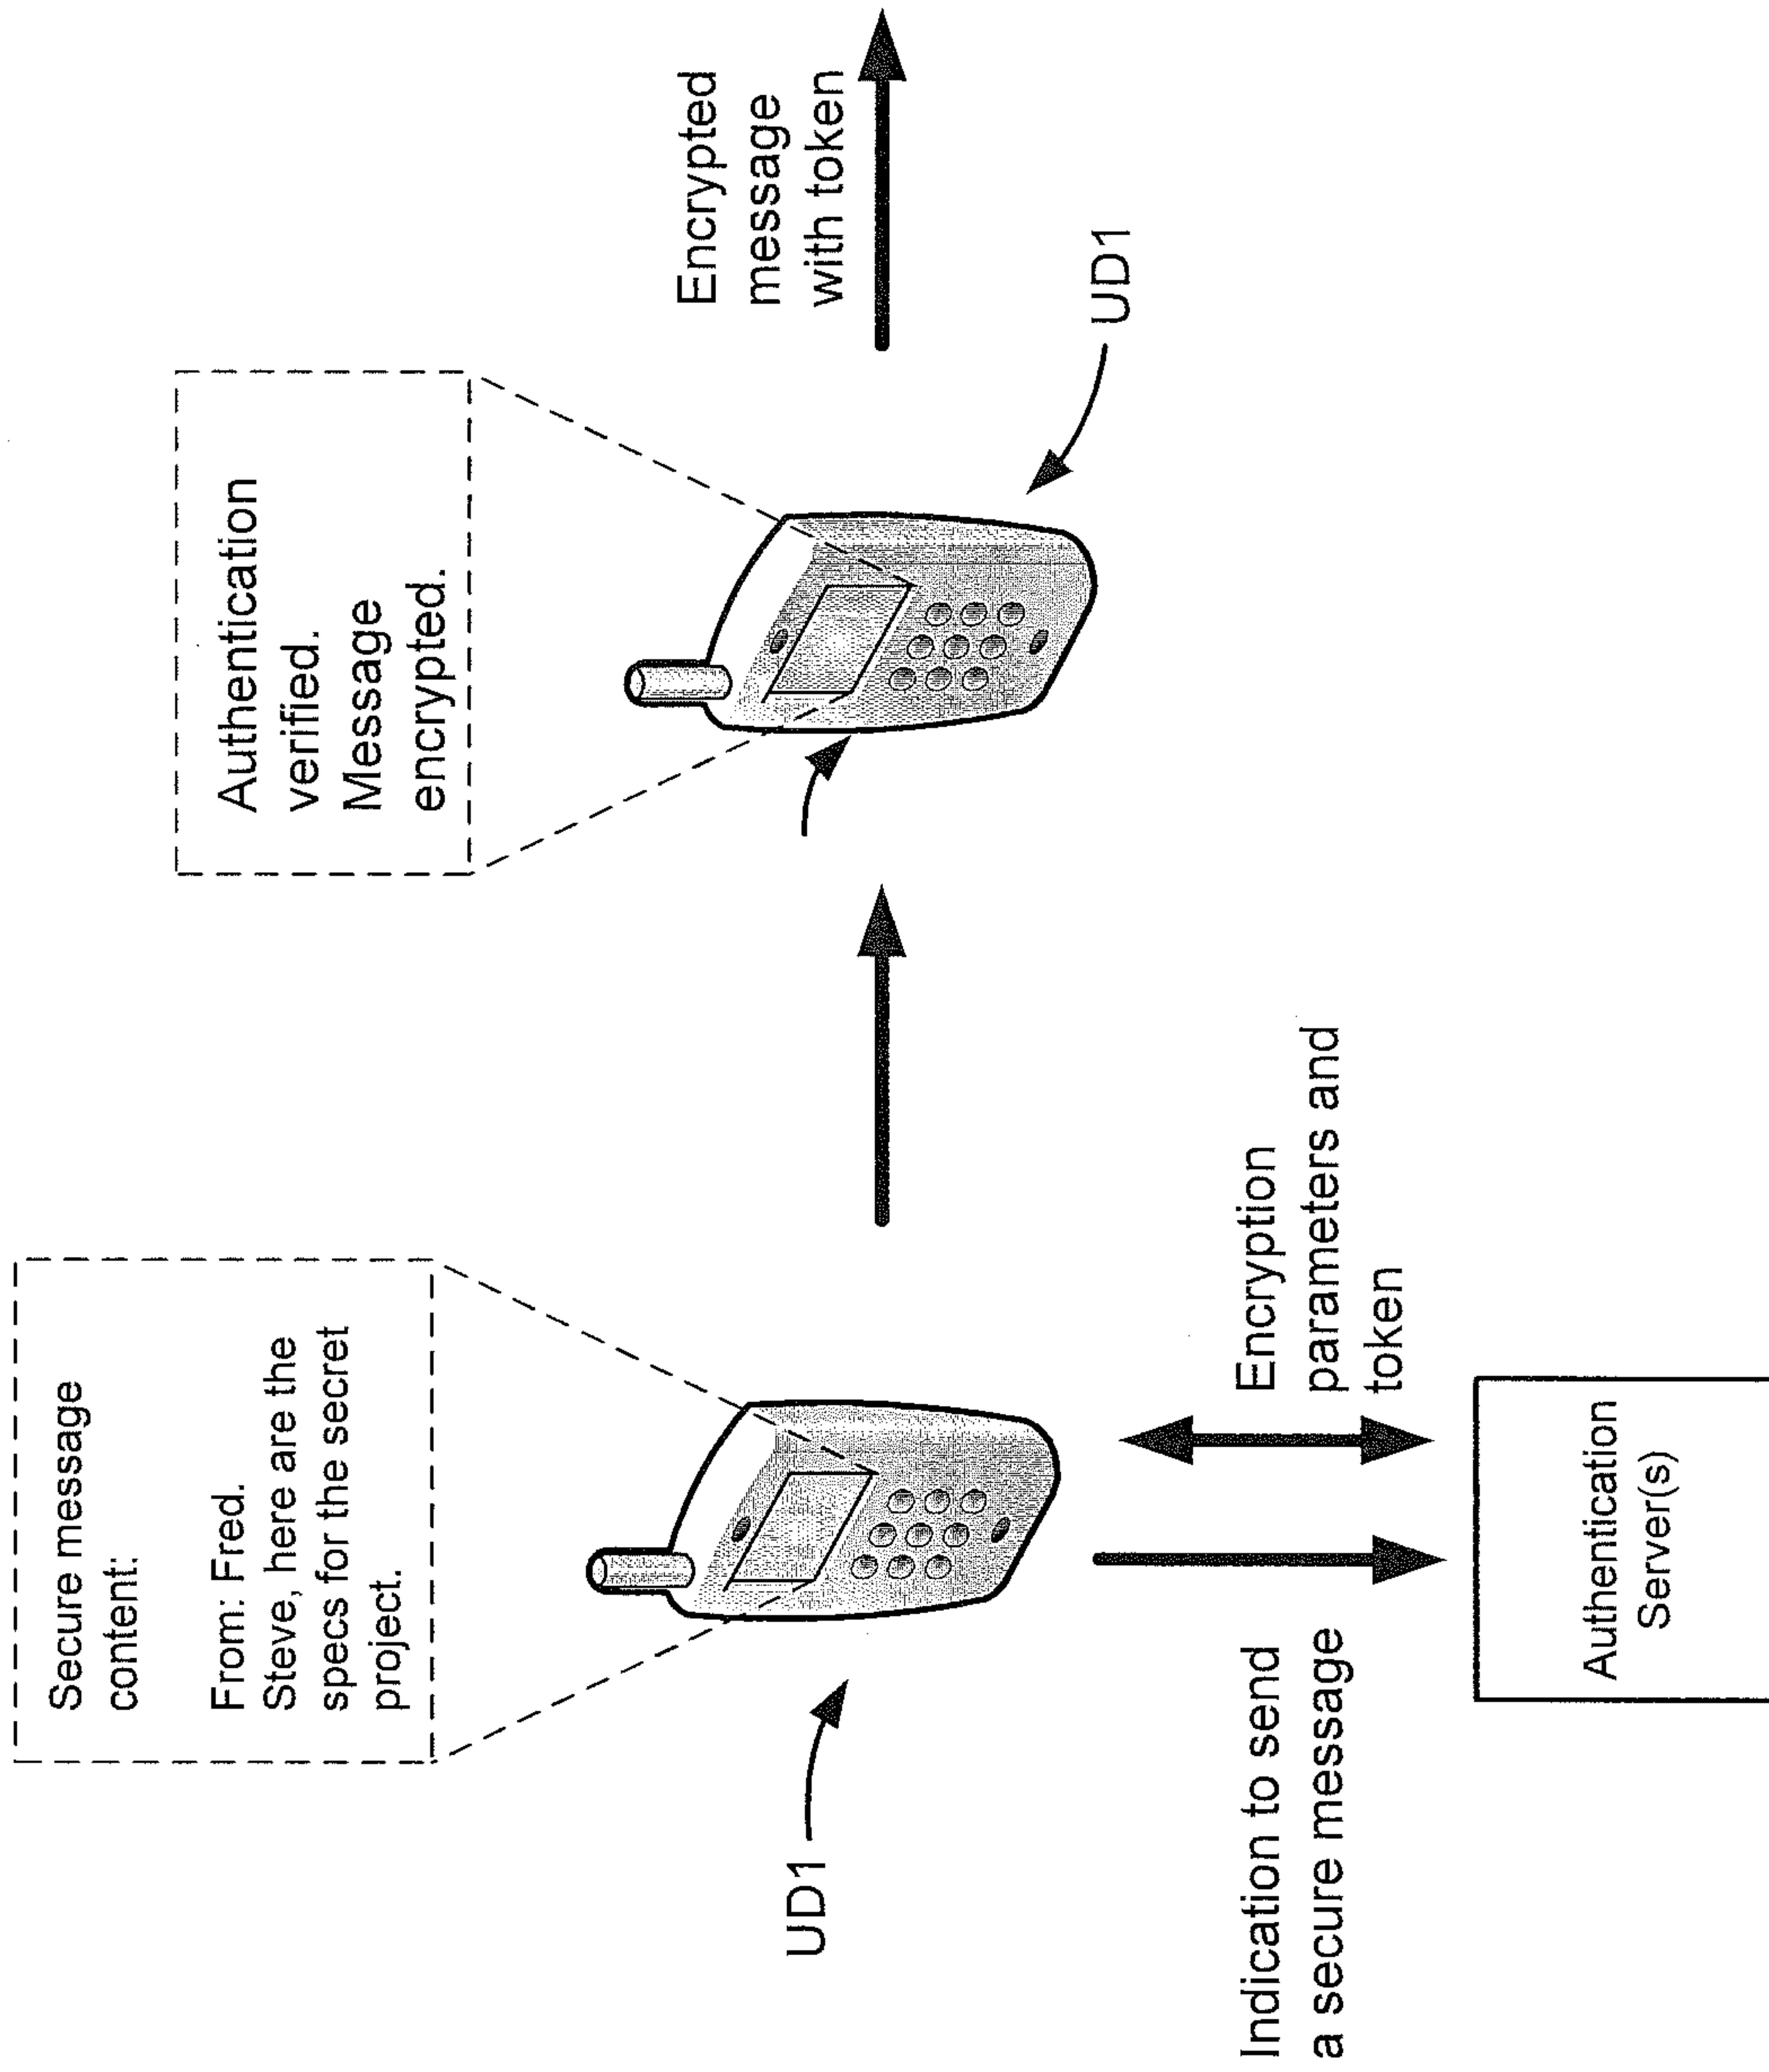 Secure message
content:
From: Fred.
Steve, here are the
specs for the secret
project.
UD1
Indication to send
a secure message
Encryption
parameters and
token
Authentication
Server(s)
Authentication
verified.
Message
encrypted.
Encrypted
message
with token
UD1